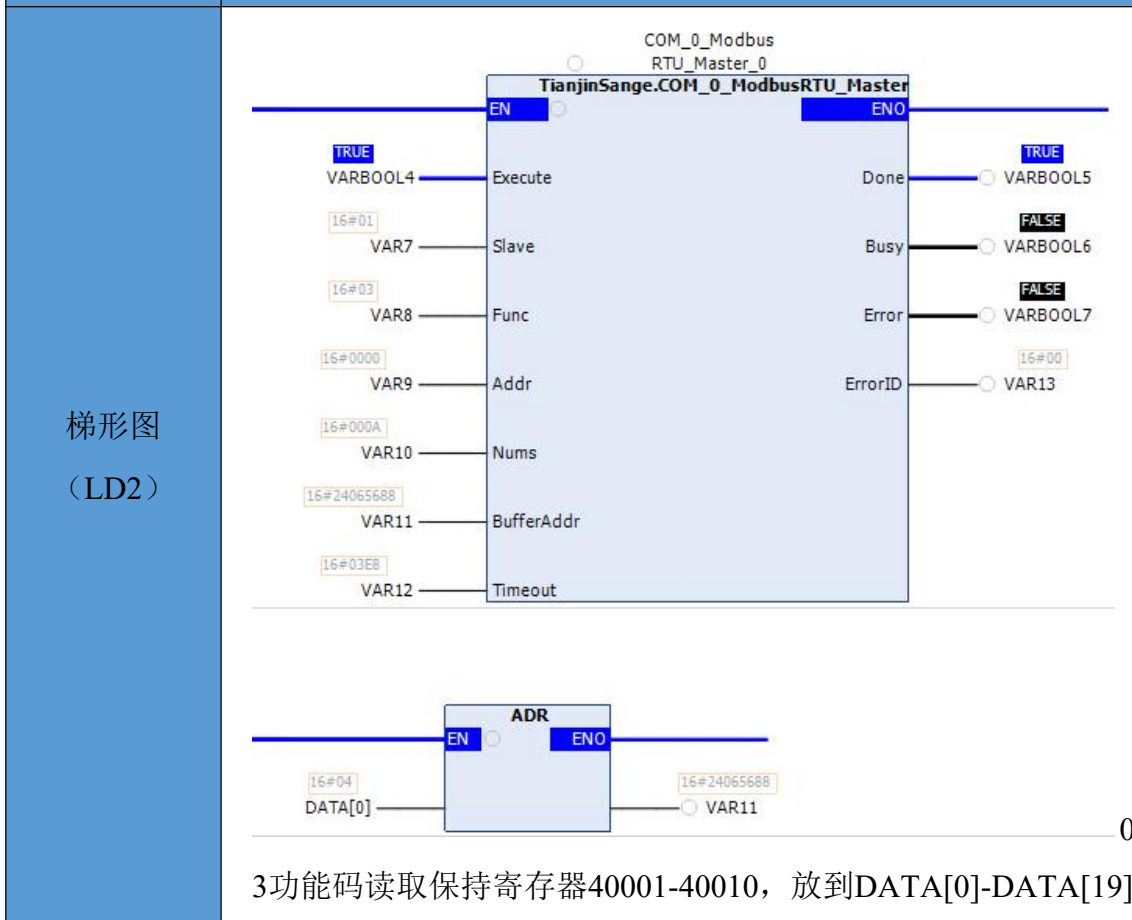 梯形图
（LD2）
COM_0_Modbus
RTU_Master_0
TianjinSange.COM_0_ModbusRTU_Master
EN ENO
TRUE TRUE
VARBOOL4 Execute Done VARBOOL5
16#01 FALSE
VAR7 Slave Busy VARBOOL6
16#03 FALSE
VAR8 Func Error VARBOOL7
16#0000 16#00
VAR9 Addr ErrorID VAR13
16#000A
VAR10 Nums
16#24065688
VAR11 BufferAddr
16#03E8
VAR12 Timeout
ADR
EN ENO
16#04 16#24065688
DATA[0] VAR11
0
3功能码读取保持寄存器40001-40010，放到DATA[0]-DATA[19]